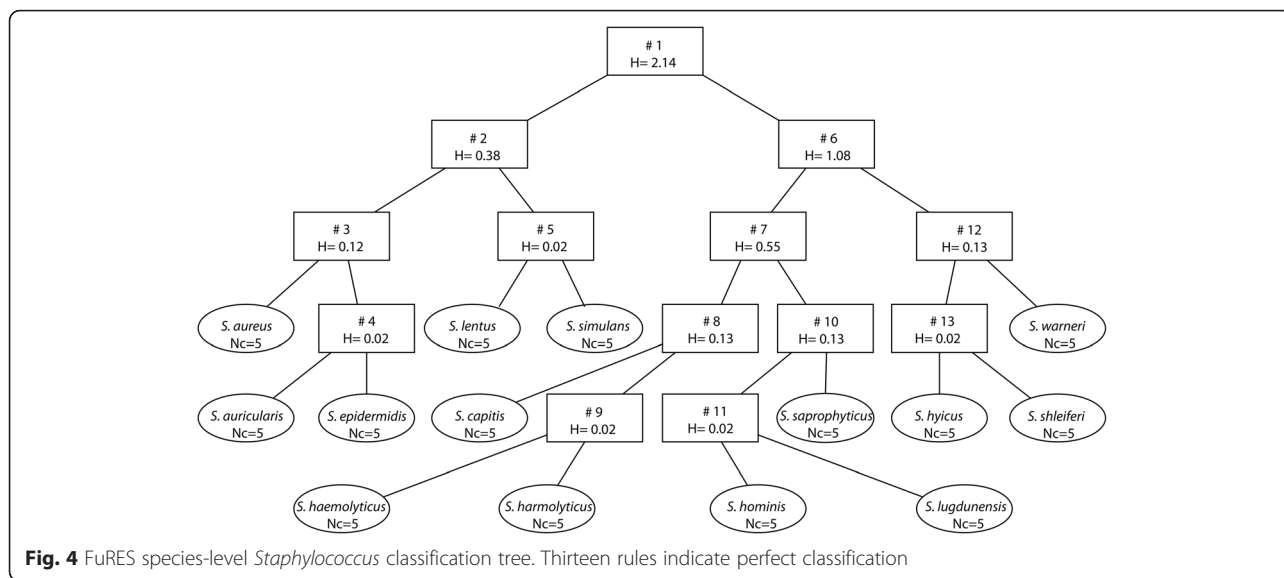 # 1
H= 2.14
# 2
H= 0.38
# 6
H= 1.08
# 3
H= 0.12
# 5
H= 0.02
# 7
H= 0.55
# 12
H= 0.13
S. aureus
Nc=5
# 4
H= 0.02
S. lentus
Nc=5
S. simulans
Nc=5
# 8
H= 0.13
# 10
H= 0.13
# 13
H= 0.02
S. warneri
Nc=5
S. auricularis
Nc=5
S. epidermidis
Nc=5
S. capitis
Nc=5
# 9
H= 0.02
# 11
H= 0.02
S. saprophyticus
Nc=5
S. hyicus
Nc=5
S. shleiferi
Nc=5
S. haemolyticus
Nc=5
S. harmolyticus
Nc=5
S. hominis
Nc=5
S. lugdunensis
Nc=5
Fig. 4 FuRES species-level Staphylococcus classification tree. Thirteen rules indicate perfect classification